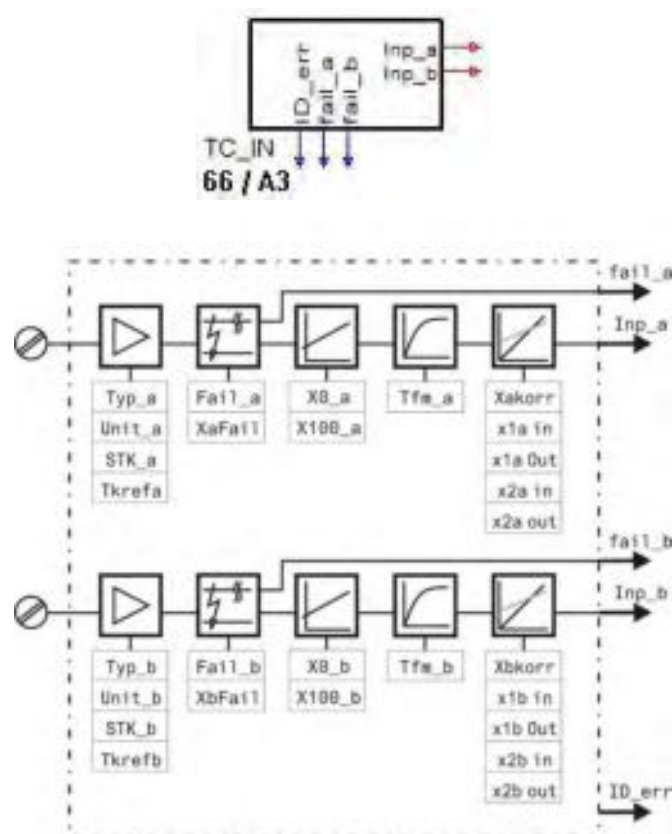 Inp_a
Inp_b
ID_err
fail_a
fail_b
TC_IN
66 / A3
fail_a
Inp_a
Typ_a
Unit_a
STK_a
Tkrefa
Fail_a
XaFail
X0_a
X100_a
Tfm_a
Xakorr
x1a in
x1a Out
x2a in
x2a out
fail_b
Inp_b
Typ_b
Unit_b
STK_b
Tkrefb
Fail_b
XbFail
X0_b
X100_b
Tfm_b
Xbkorr
x1b in
x1b Out
x2b in
x2b out
ID_err